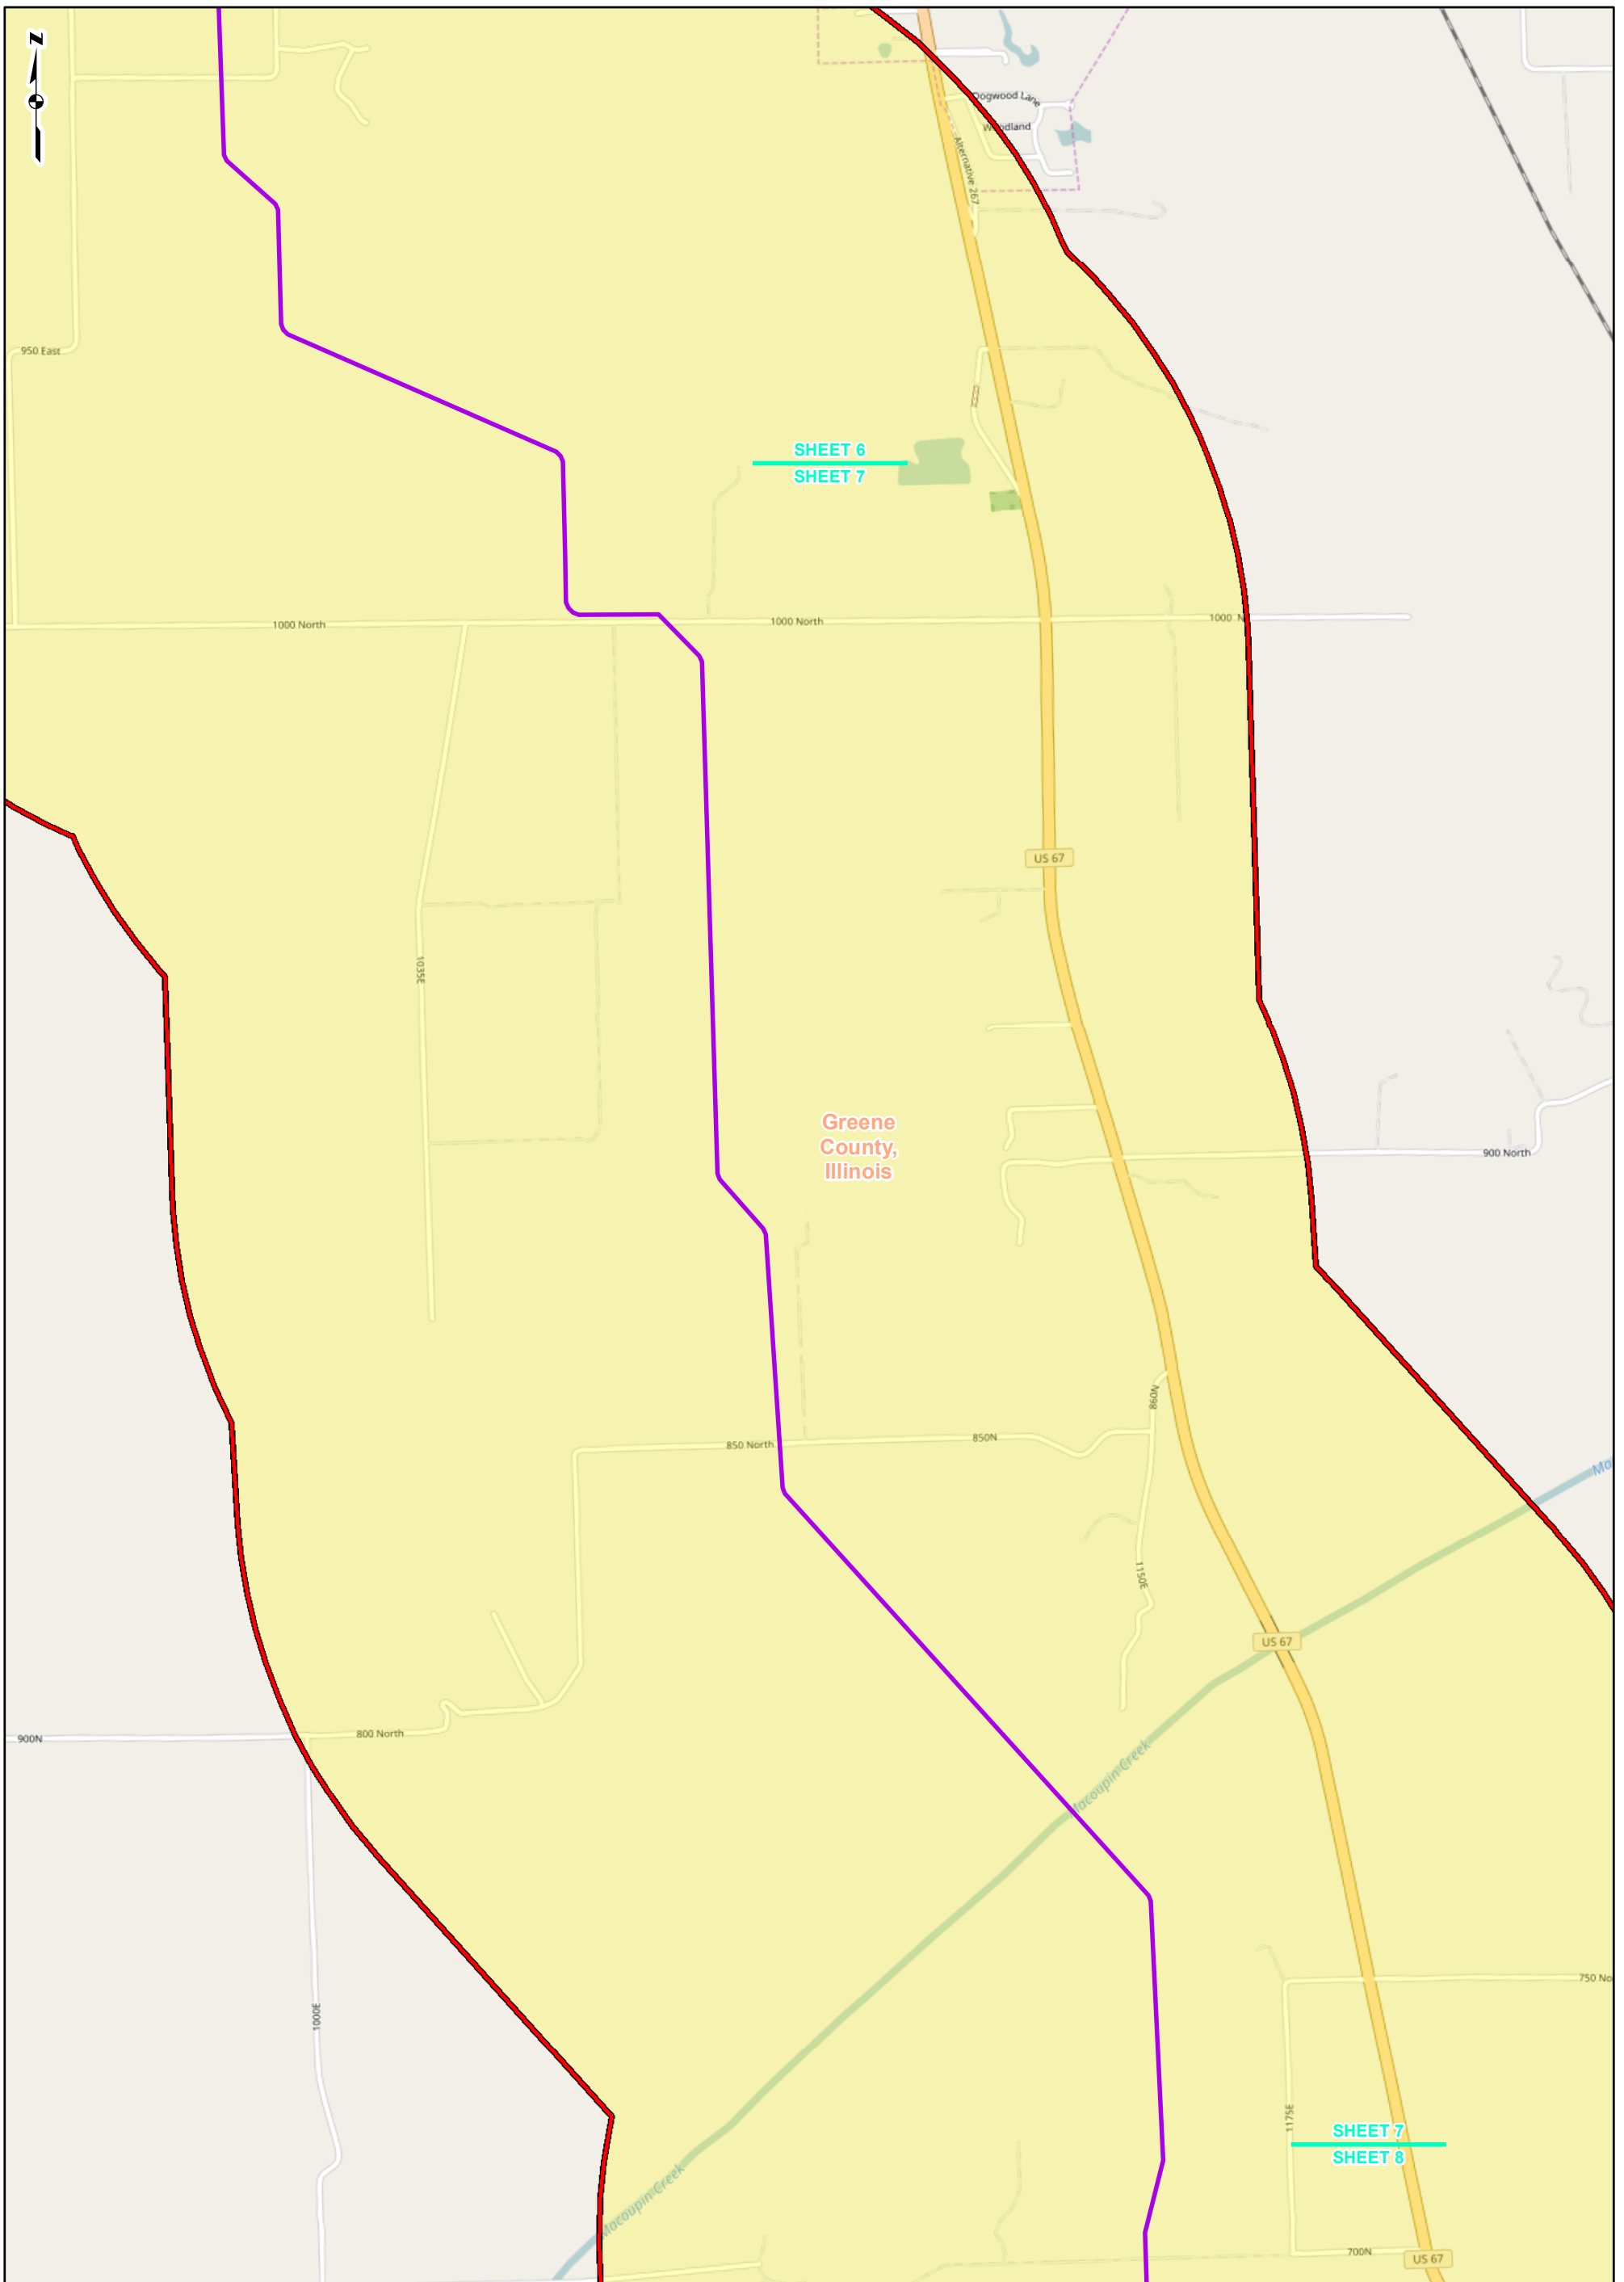 N
Dogwood Lane
Woodland
Alternative 267
950 East
SHEET 6
SHEET 7
1000 North
1000 North
1000 N
US 67
1035E
Greene
County,
Illinois
900 North
890N
850 North
850N
1150E
US 67
900N
800 North
Macoupin Creek
1000E
750 No
1175E
SHEET 7
SHEET 8
Macoupin Creek
700N
US 67